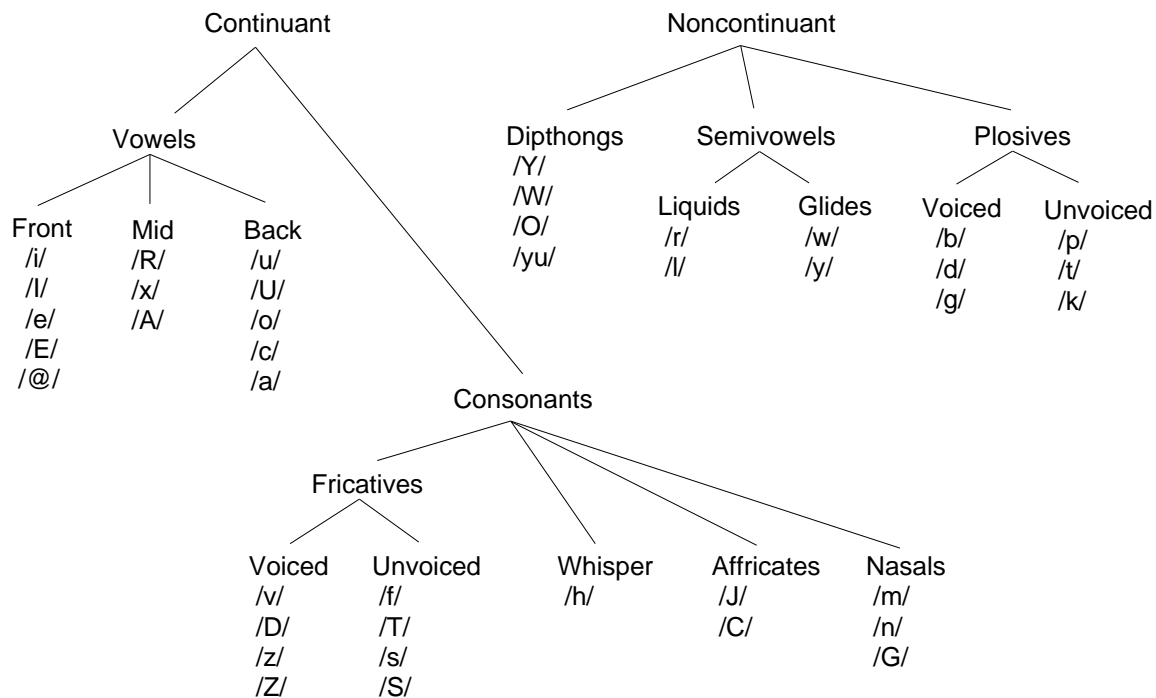 Continuant
Noncontinuant
Vowels
Dipthongs
Semivowels
Plosives
/Y/
/W/
/O/
/yu/
Liquids
/r/
/l/
Glides
/w/
/y/
Voiced
/b/
/d/
/g/
Unvoiced
/p/
/t/
/k/
Front
/i/
/I/
/e/
/E/
/@/
Mid
/R/
/x/
/A/
Back
/u/
/U/
/o/
/c/
/a/
Consonants
Fricatives
Voiced
/v/
/D/
/z/
/Z/
Unvoiced
/f/
/T/
/s/
/S/
Whisper
/h/
Affricates
/J/
/C/
Nasals
/m/
/n/
/G/